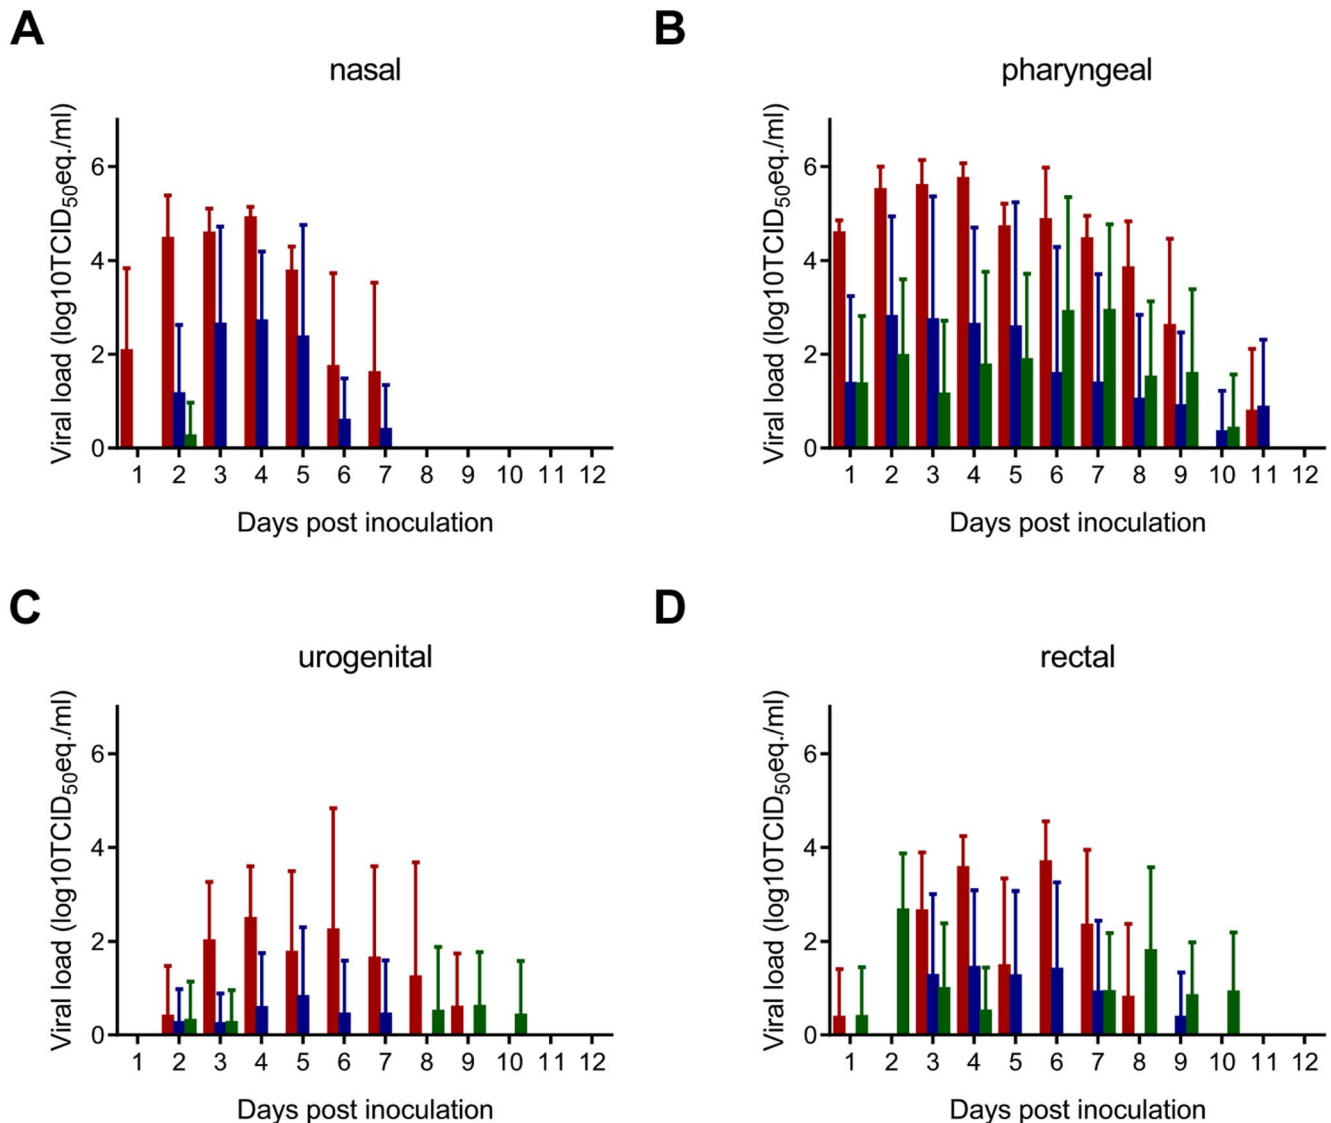 A
nasal
Viral load (log10TCID50eq./ml)
6
4
2
0
1 2 3 4 5 6 7 8 9 10 11 12
Days post inoculation
B
pharyngeal
Viral load (log10TCID50eq./ml)
6
4
2
0
1 2 3 4 5 6 7 8 9 10 11 12
Days post inoculation
C
urogenital
Viral load (log10TCID50eq./ml)
6
4
2
0
1 2 3 4 5 6 7 8 9 10 11 12
Days post inoculation
D
rectal
Viral load (log10TCID50eq./ml)
6
4
2
0
1 2 3 4 5 6 7 8 9 10 11 12
Days post inoculation